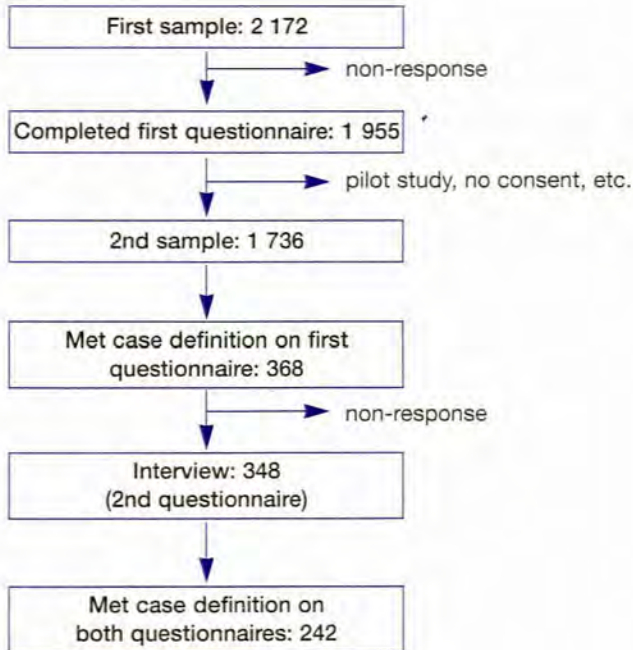 First sample: 2 172
non-response
Completed first questionnaire: 1 955
pilot study, no consent, etc.
2nd sample: 1 736
Met case definition on first
questionnaire: 368
non-response
Interview: 348
(2nd questionnaire)
Met case definition on
both questionnaires: 242